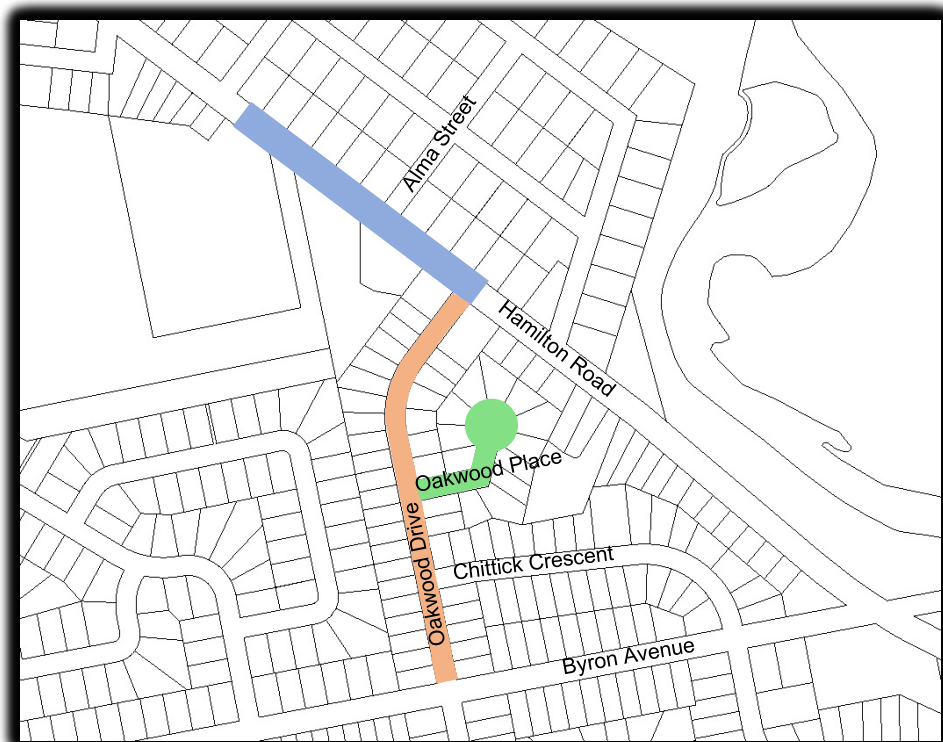 Alma Street
Hamilton Road
Oakwood Place
Oakwood Drive
Chittick Crescent
Byron Avenue